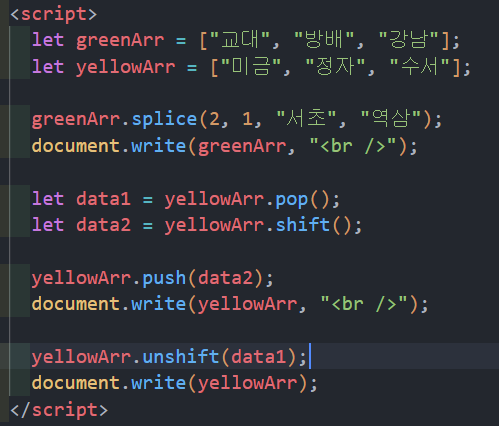 <script>
let greenArr = ["교대", "방배", "강남"];
let yellowArr = ["미금", "정자", "수서"];
greenArr.splice(2, 1, "서초", "역삼");
document.write(greenArr, "<br />");
let data1 = yellowArr.pop();
let data2 = yellowArr.shift();
yellowArr.push(data2);
document.write(yellowArr, "<br />");
yellowArr.unshift(data1);
document.write(yellowArr);
</script>